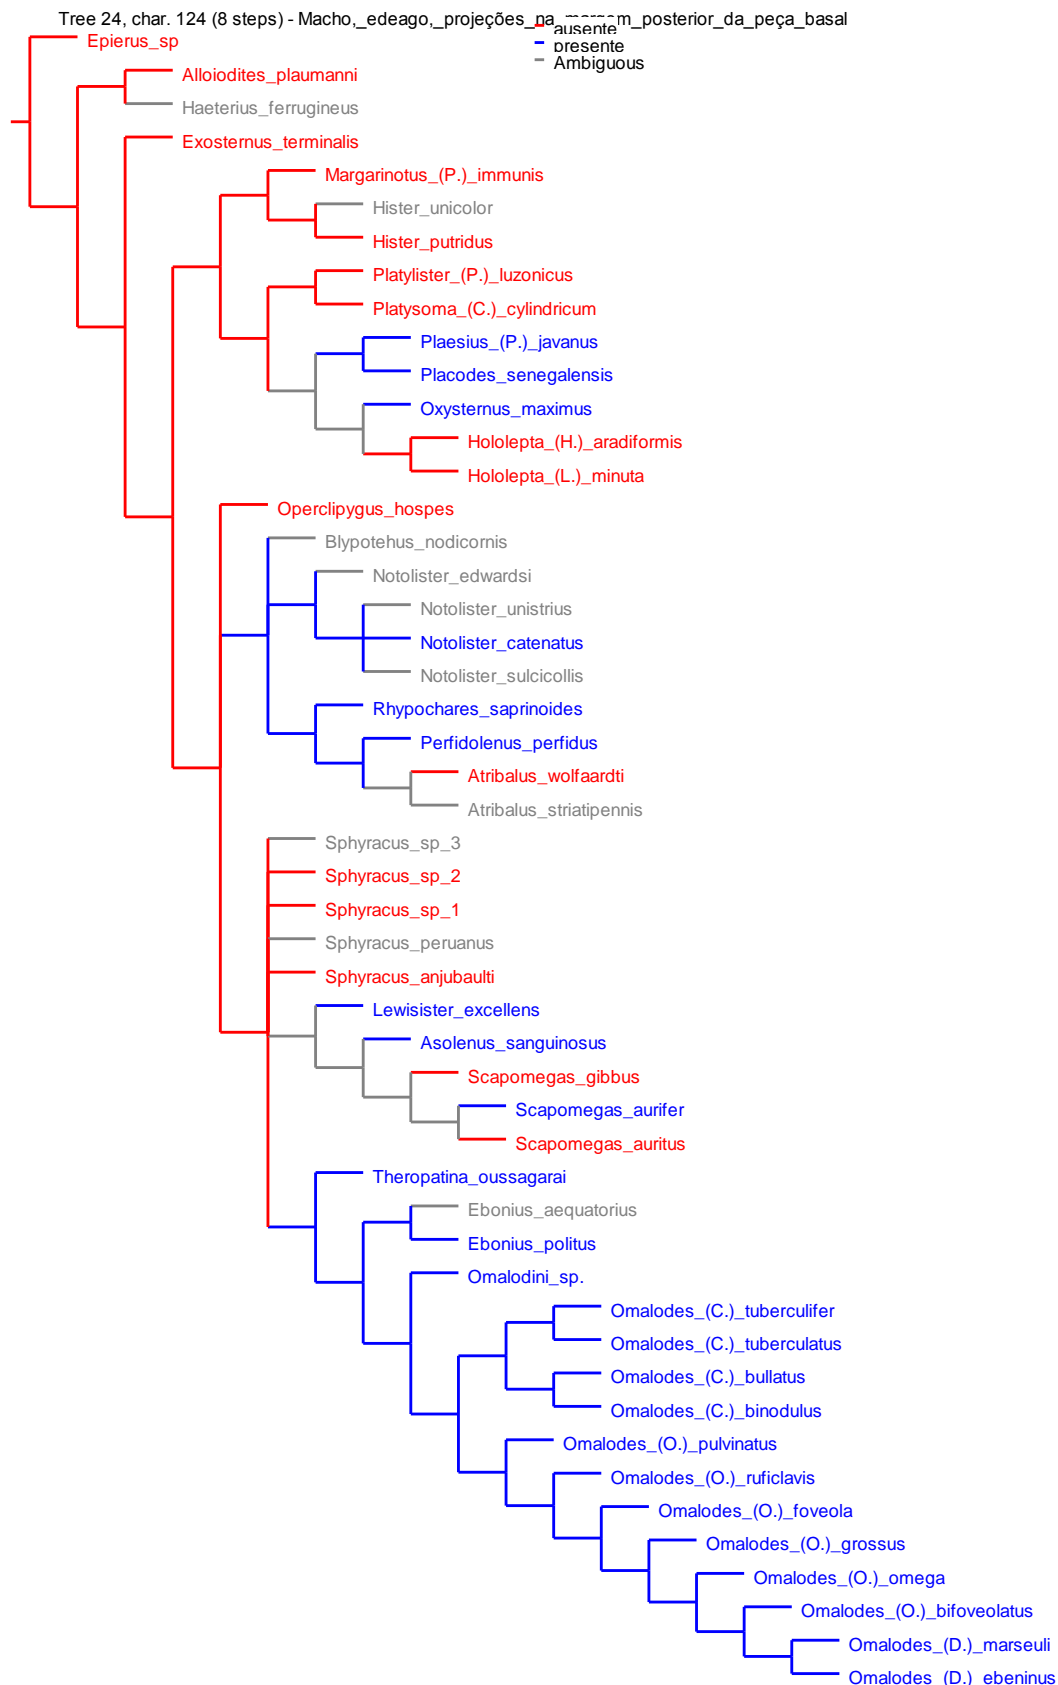 Tree 24, char. 124 (8 steps) - Macho,_edeago,_projeções_na_margem_posterior_da_peça_basal
ausente
presente
Ambiguous
Epierus_sp
Alloiodites_plaumanni
Haeterius_ferrugineus
Exosternus_terminalis
Margarinotus_(P.)_immunis
Hister_unicolor
Hister_putridus
Platylister_(P.)_luzonicus
Platysoma_(C.)_cylindricum
Plaesius_(P.)_javanus
Placodes_senegalensis
Oxysternus_maximus
Hololepta_(H.)_aradiformis
Hololepta_(L.)_minuta
Operclipygus_hospes
Blypotehus_nodicornis
Notolister_edwardsi
Notolister_unistrius
Notolister_catenatus
Notolister_sulcicollis
Rhypochares_saprinoides
Perfidolenus_perfidus
Atribalus_wolfaardti
Atribalus_striatipennis
Sphyracus_sp_3
Sphyracus_sp_2
Sphyracus_sp_1
Sphyracus_peruanus
Sphyracus_anjubaulti
Lewisister_excellens
Asolenus_sanguinosus
Scapomegas_gibbus
Scapomegas_aurifer
Scapomegas_auritus
Theropatina_oussagarai
Ebonius_aequatorius
Ebonius_politus
Omalodini_sp.
Omalodes_(C.)_tuberculifer
Omalodes_(C.)_tuberculatus
Omalodes_(C.)_bullatus
Omalodes_(C.)_binodulus
Omalodes_(O.)_pulvinatus
Omalodes_(O.)_ruficlavis
Omalodes_(O.)_foveola
Omalodes_(O.)_grossus
Omalodes_(O.)_omega
Omalodes_(O.)_bifoveolatus
Omalodes_(D.)_marseuli
Omalodes_(D.)_ebeninus